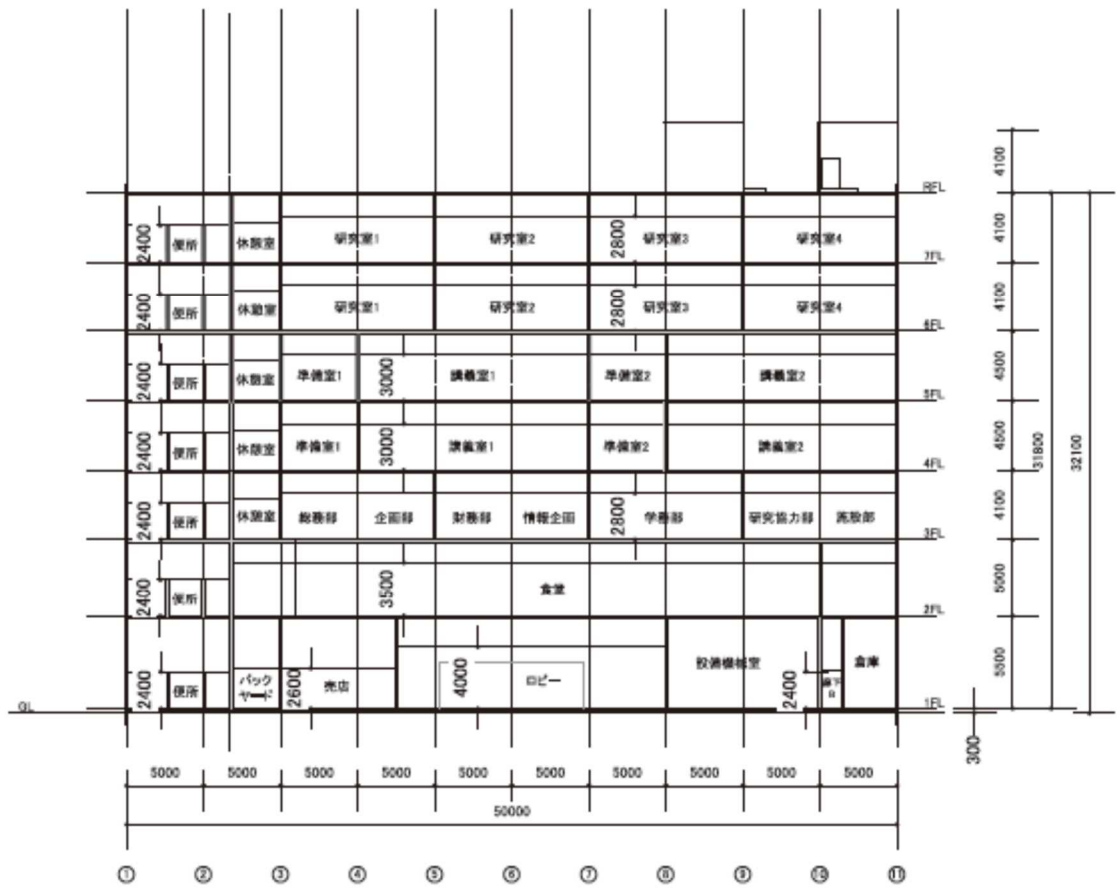 4100
RFL
2400
便所
休憩室
研究室1
研究室2
2800
研究室3
研究室4
4100
7FL
2400
便所
休憩室
研究室1
研究室2
2800
研究室3
研究室4
4100
6FL
2400
便所
休憩室
準備室1
3000
講義室1
準備室2
講義室2
4500
5FL
2400
便所
休憩室
準備室1
3000
講義室1
準備室2
講義室2
4500
4FL
31800
32100
2400
便所
休憩室
総務部
企画部
財務部
情報企画
2800
学務部
研究協力部
施設部
4100
3FL
2400
便所
3500
食堂
5000
2FL
2400
便所
バック
ヤード
2600
売店
4000
ロビー
設備機械室
2400
廊下
B
倉庫
5500
1FL
GL
300
5000 5000 5000 5000 5000 5000 5000 5000 5000 5000
50000
① ② ③ ④ ⑤ ⑥ ⑦ ⑧ ⑨ ⑩ ⑪